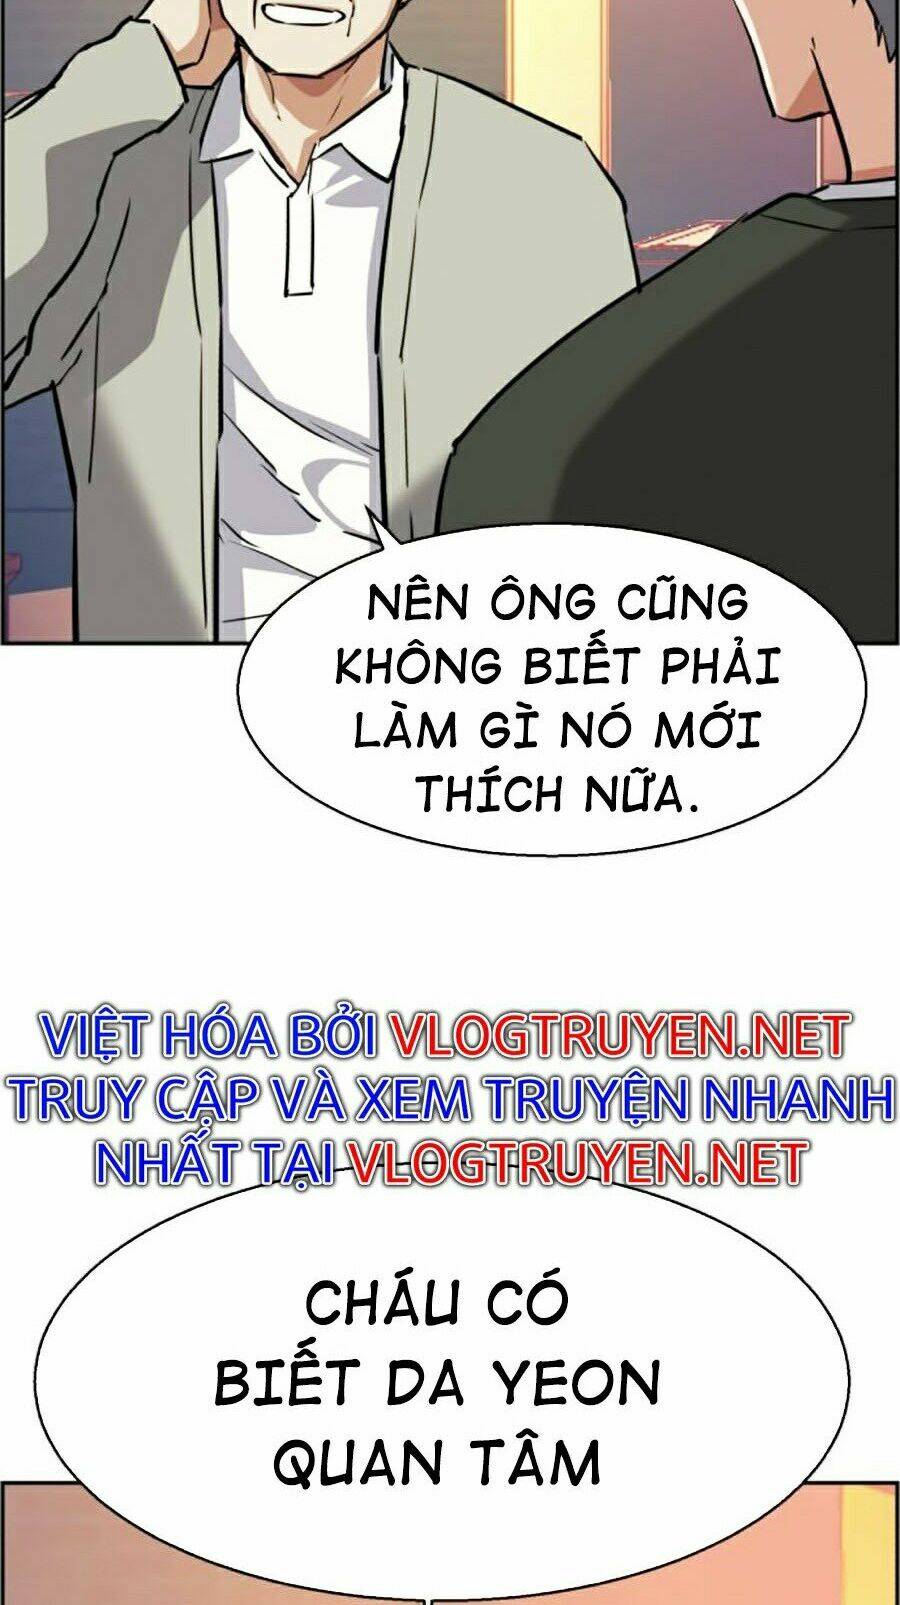 NÊN ÔNG CŨNG
KHÔNG BIẾT PHẢI
LÀM GÌ NÓ MỚI
THÍCH NỮA.
VIỆT HÓA BỞI VLOGTRUYEN.NET
TRUY CẬP VÀ XEM TRUYỆN NHANH
NHẤT TẠI VLOGTRUYEN.NET
CHÁU CÓ
BIẾT DA YEON
QUAN TÂM